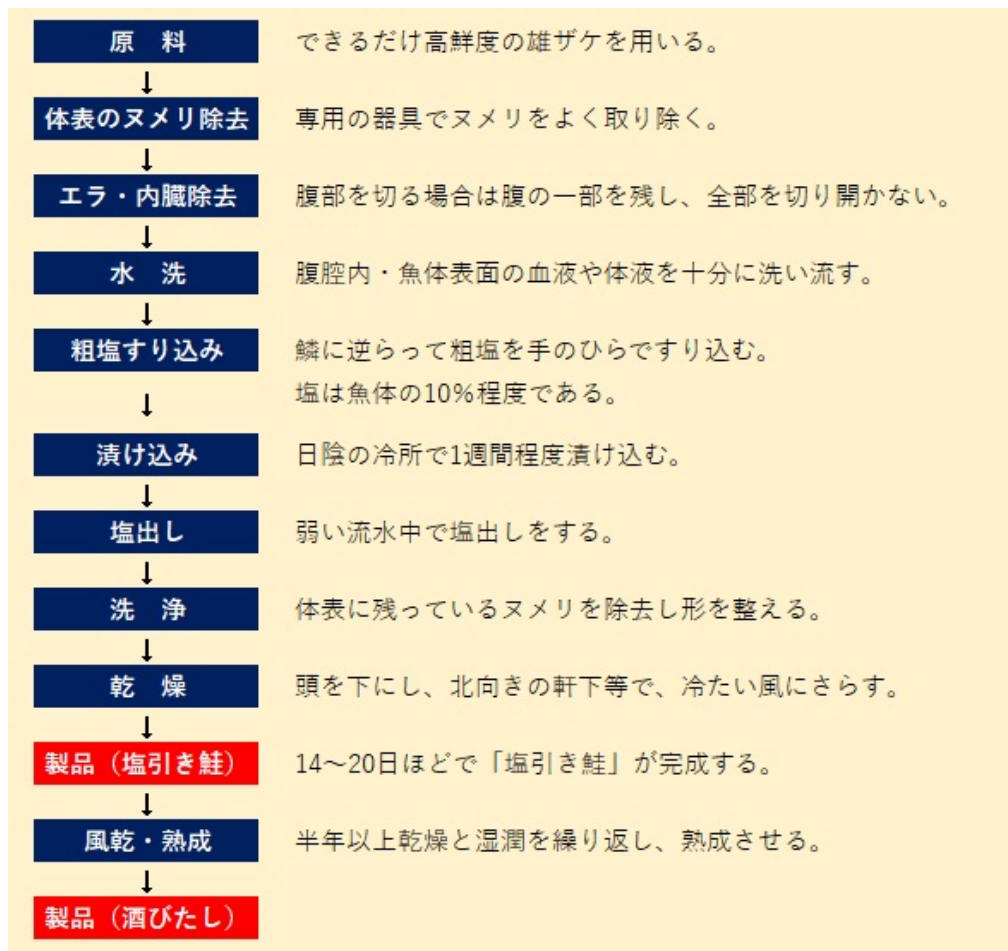 原　料　できるだけ高鮮度の雄ザケを用いる。
↓
体表のヌメリ除去　専用の器具でヌメリをよく取り除く。
↓
エラ・内臓除去　腹部を切る場合は腹の一部を残し、全部を切り開かない。
↓
水　洗　腹腔内・魚体表面の血液や体液を十分に洗い流す。
↓
粗塩すり込み　鱗に逆らって粗塩を手のひらですり込む。
塩は魚体の10%程度である。
↓
漬け込み　日陰の冷所で1週間程度漬け込む。
↓
塩出し　弱い流水中で塩出しをする。
↓
洗　浄　体表に残っているヌメリを除去し形を整える。
↓
乾　燥　頭を下にし、北向きの軒下等で、冷たい風にさらす。
↓
製品（塩引き鮭）　14～20日ほどで「塩引き鮭」が完成する。
↓
風乾・熟成　半年以上乾燥と湿潤を繰り返し、熟成させる。
↓
製品（酒びたし）